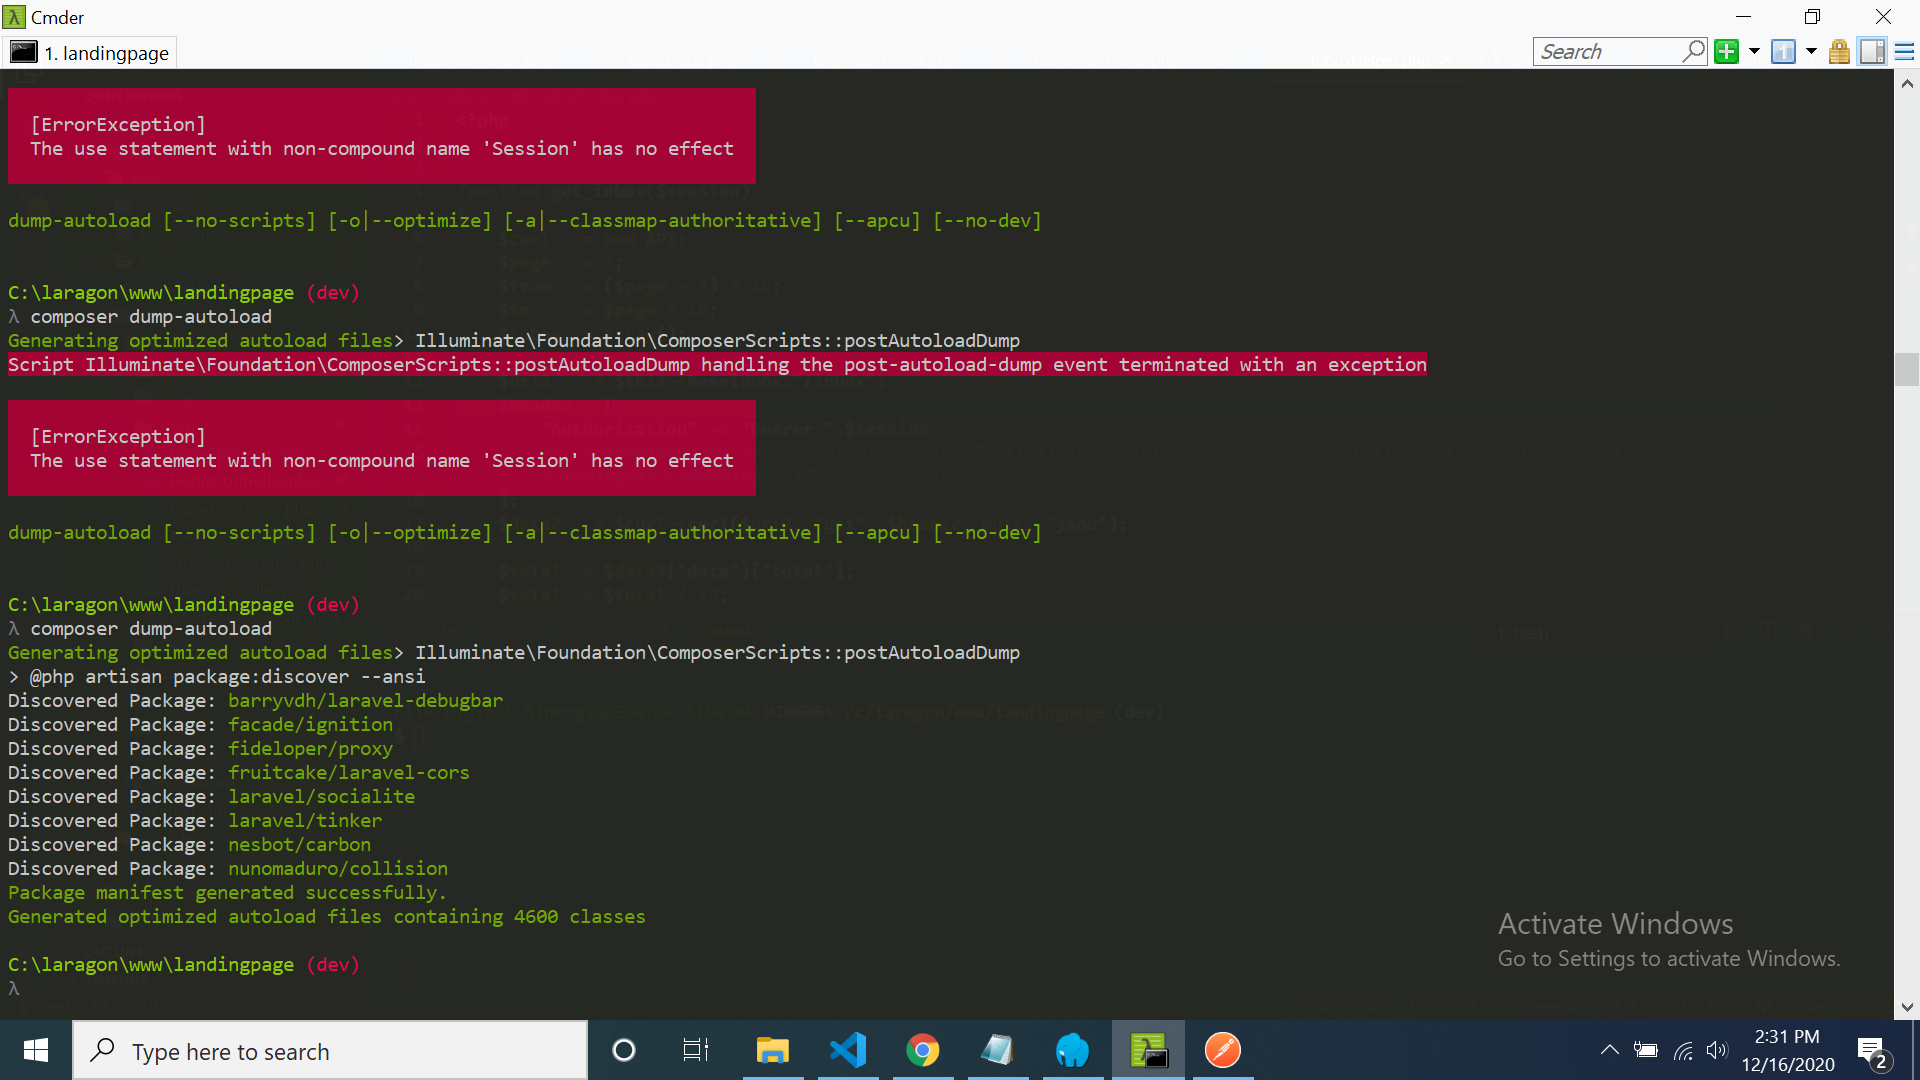 Cmder
1. landingpage
Search
[ErrorException]
The use statement with non-compound name 'Session' has no effect
dump-autoload [--no-scripts] [-o|--optimize] [-a|--classmap-authoritative] [--apcu] [--no-dev]
C:\laragon\www\landingpage (dev)
λ composer dump-autoload
Generating optimized autoload files> Illuminate\Foundation\ComposerScripts::postAutoloadDump
Script Illuminate\Foundation\ComposerScripts::postAutoloadDump handling the post-autoload-dump event terminated with an exception
[ErrorException]
The use statement with non-compound name 'Session' has no effect
dump-autoload [--no-scripts] [-o|--optimize] [-a|--classmap-authoritative] [--apcu] [--no-dev]
C:\laragon\www\landingpage (dev)
λ composer dump-autoload
Generating optimized autoload files> Illuminate\Foundation\ComposerScripts::postAutoloadDump
> @php artisan package:discover --ansi
Discovered Package: barryvdh/laravel-debugbar
Discovered Package: facade/ignition
Discovered Package: fideloper/proxy
Discovered Package: fruitcake/laravel-cors
Discovered Package: laravel/socialite
Discovered Package: laravel/tinker
Discovered Package: nesbot/carbon
Discovered Package: nunomaduro/collision
Package manifest generated successfully.
Generated optimized autoload files containing 4600 classes
C:\laragon\www\landingpage (dev)
λ
Activate Windows
Go to Settings to activate Windows.
Type here to search
2:31 PM
12/16/2020
2